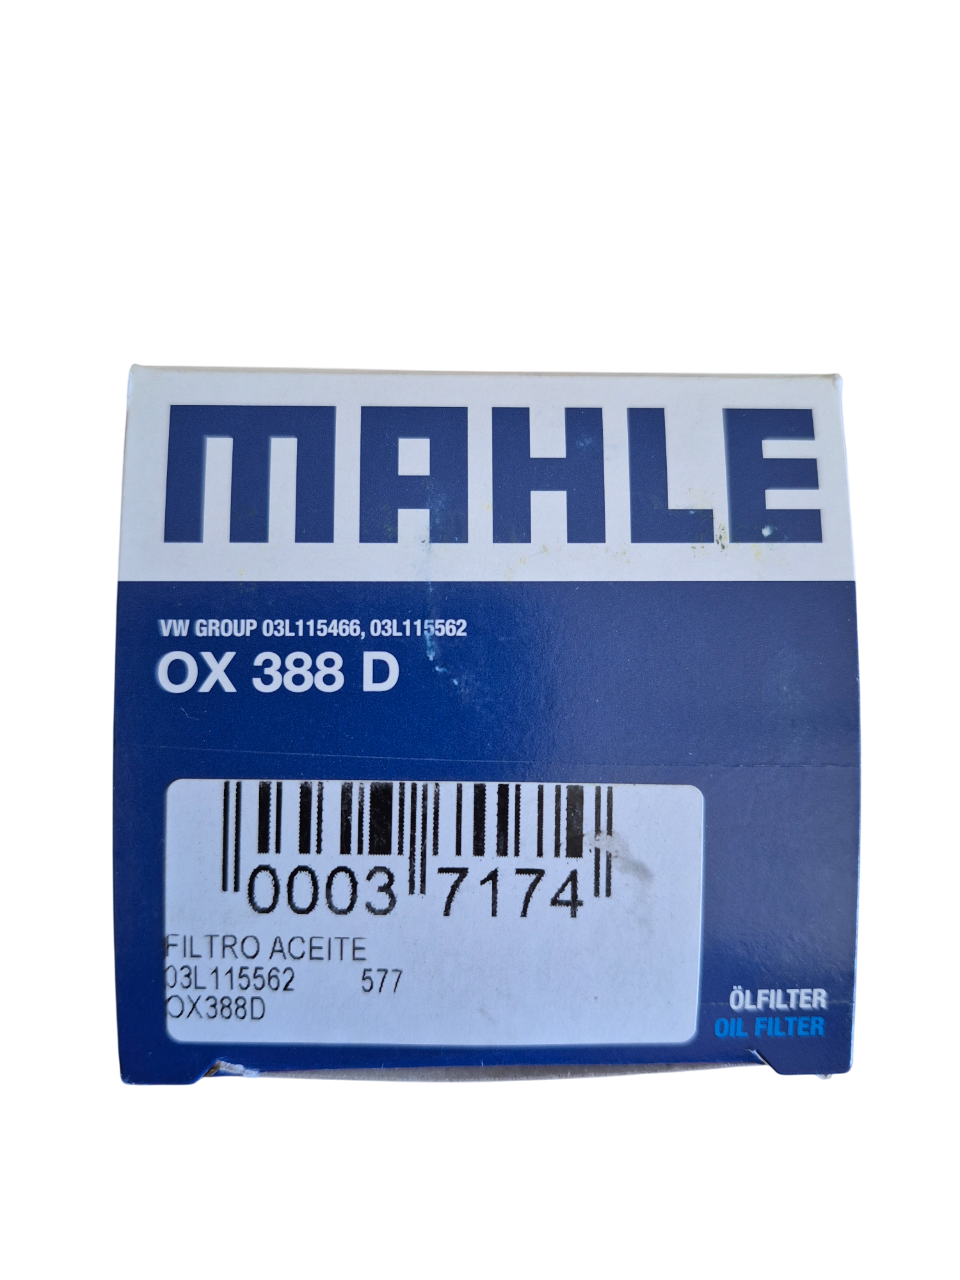 MAHLE
VW GROUP 03L115466, 03L115562
OX 388 D
0003 7174
FILTRO ACEITE
03L115562 577
OX388D
ÖLFILTER
OIL FILTER